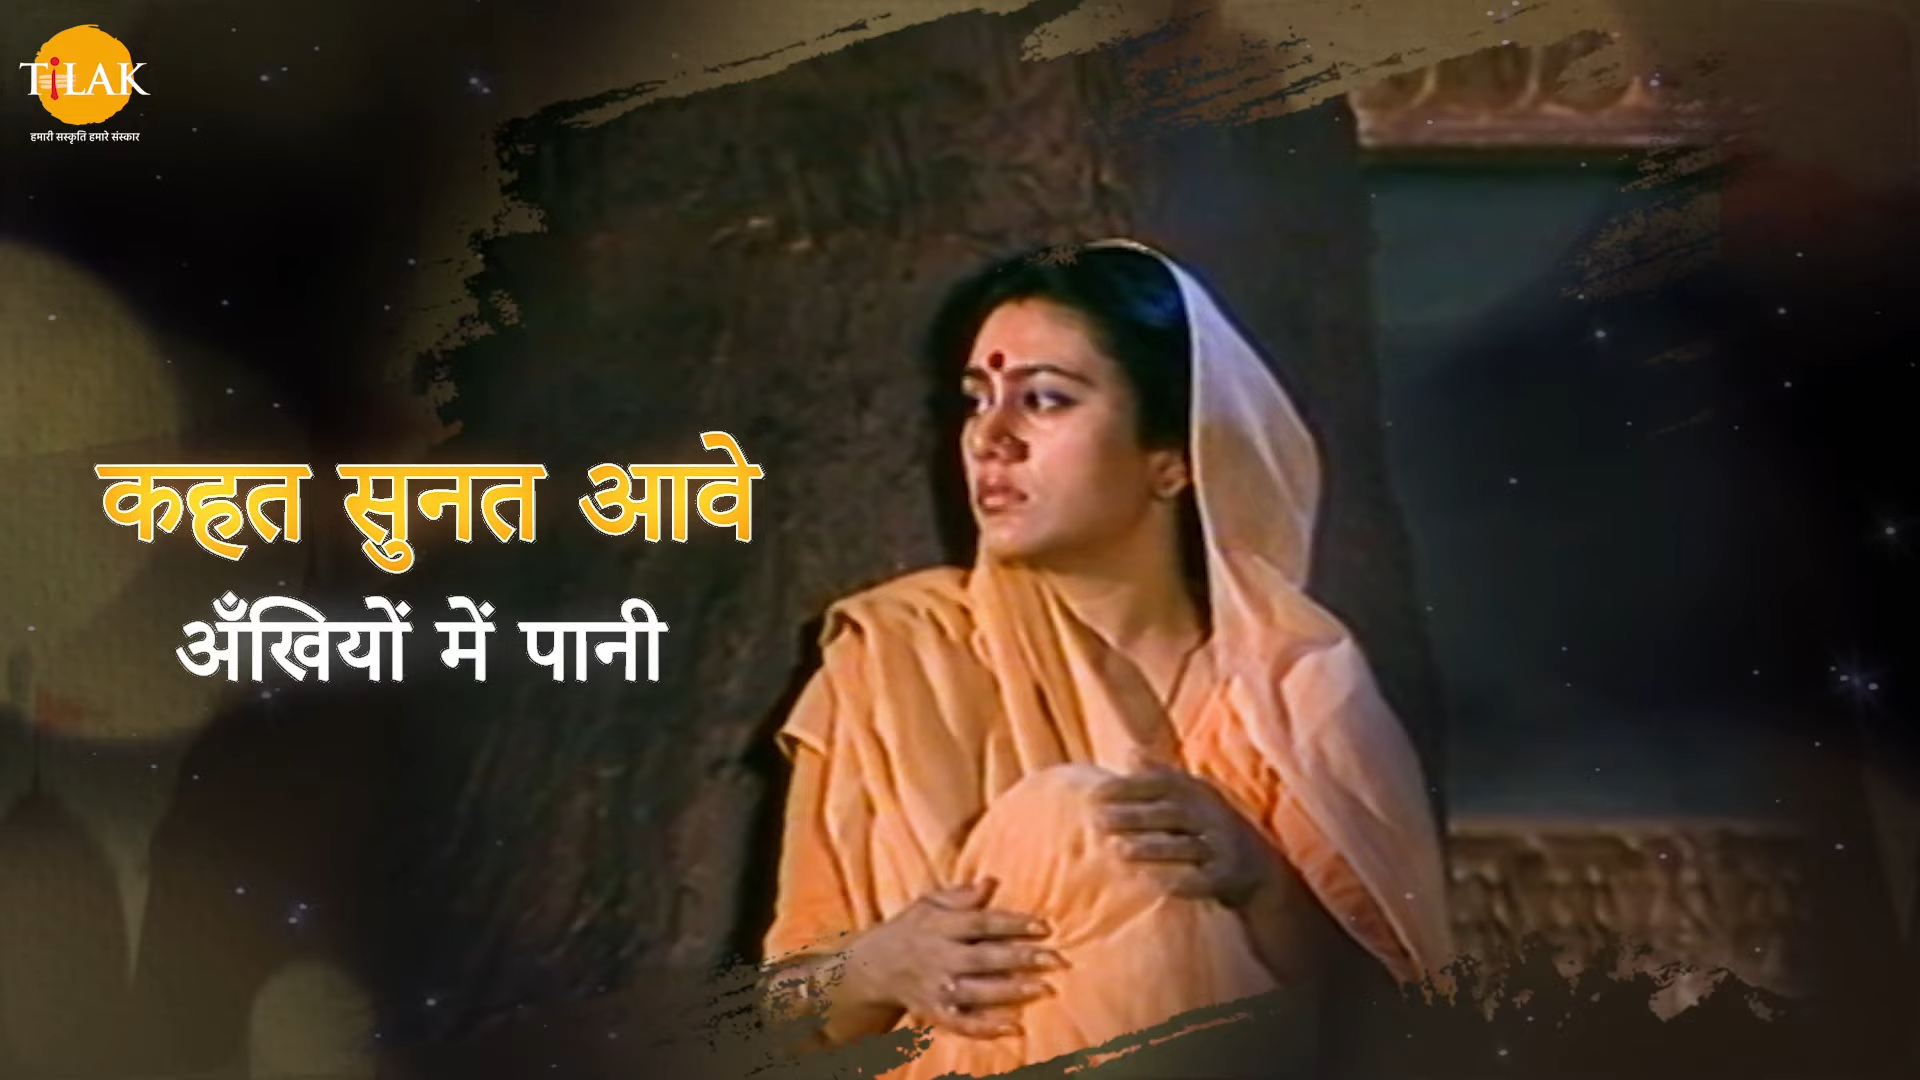 TiLAK
हमारी सस्कृति हमारे संस्कार
कहत सुनत आवे
अँखियों में पानी